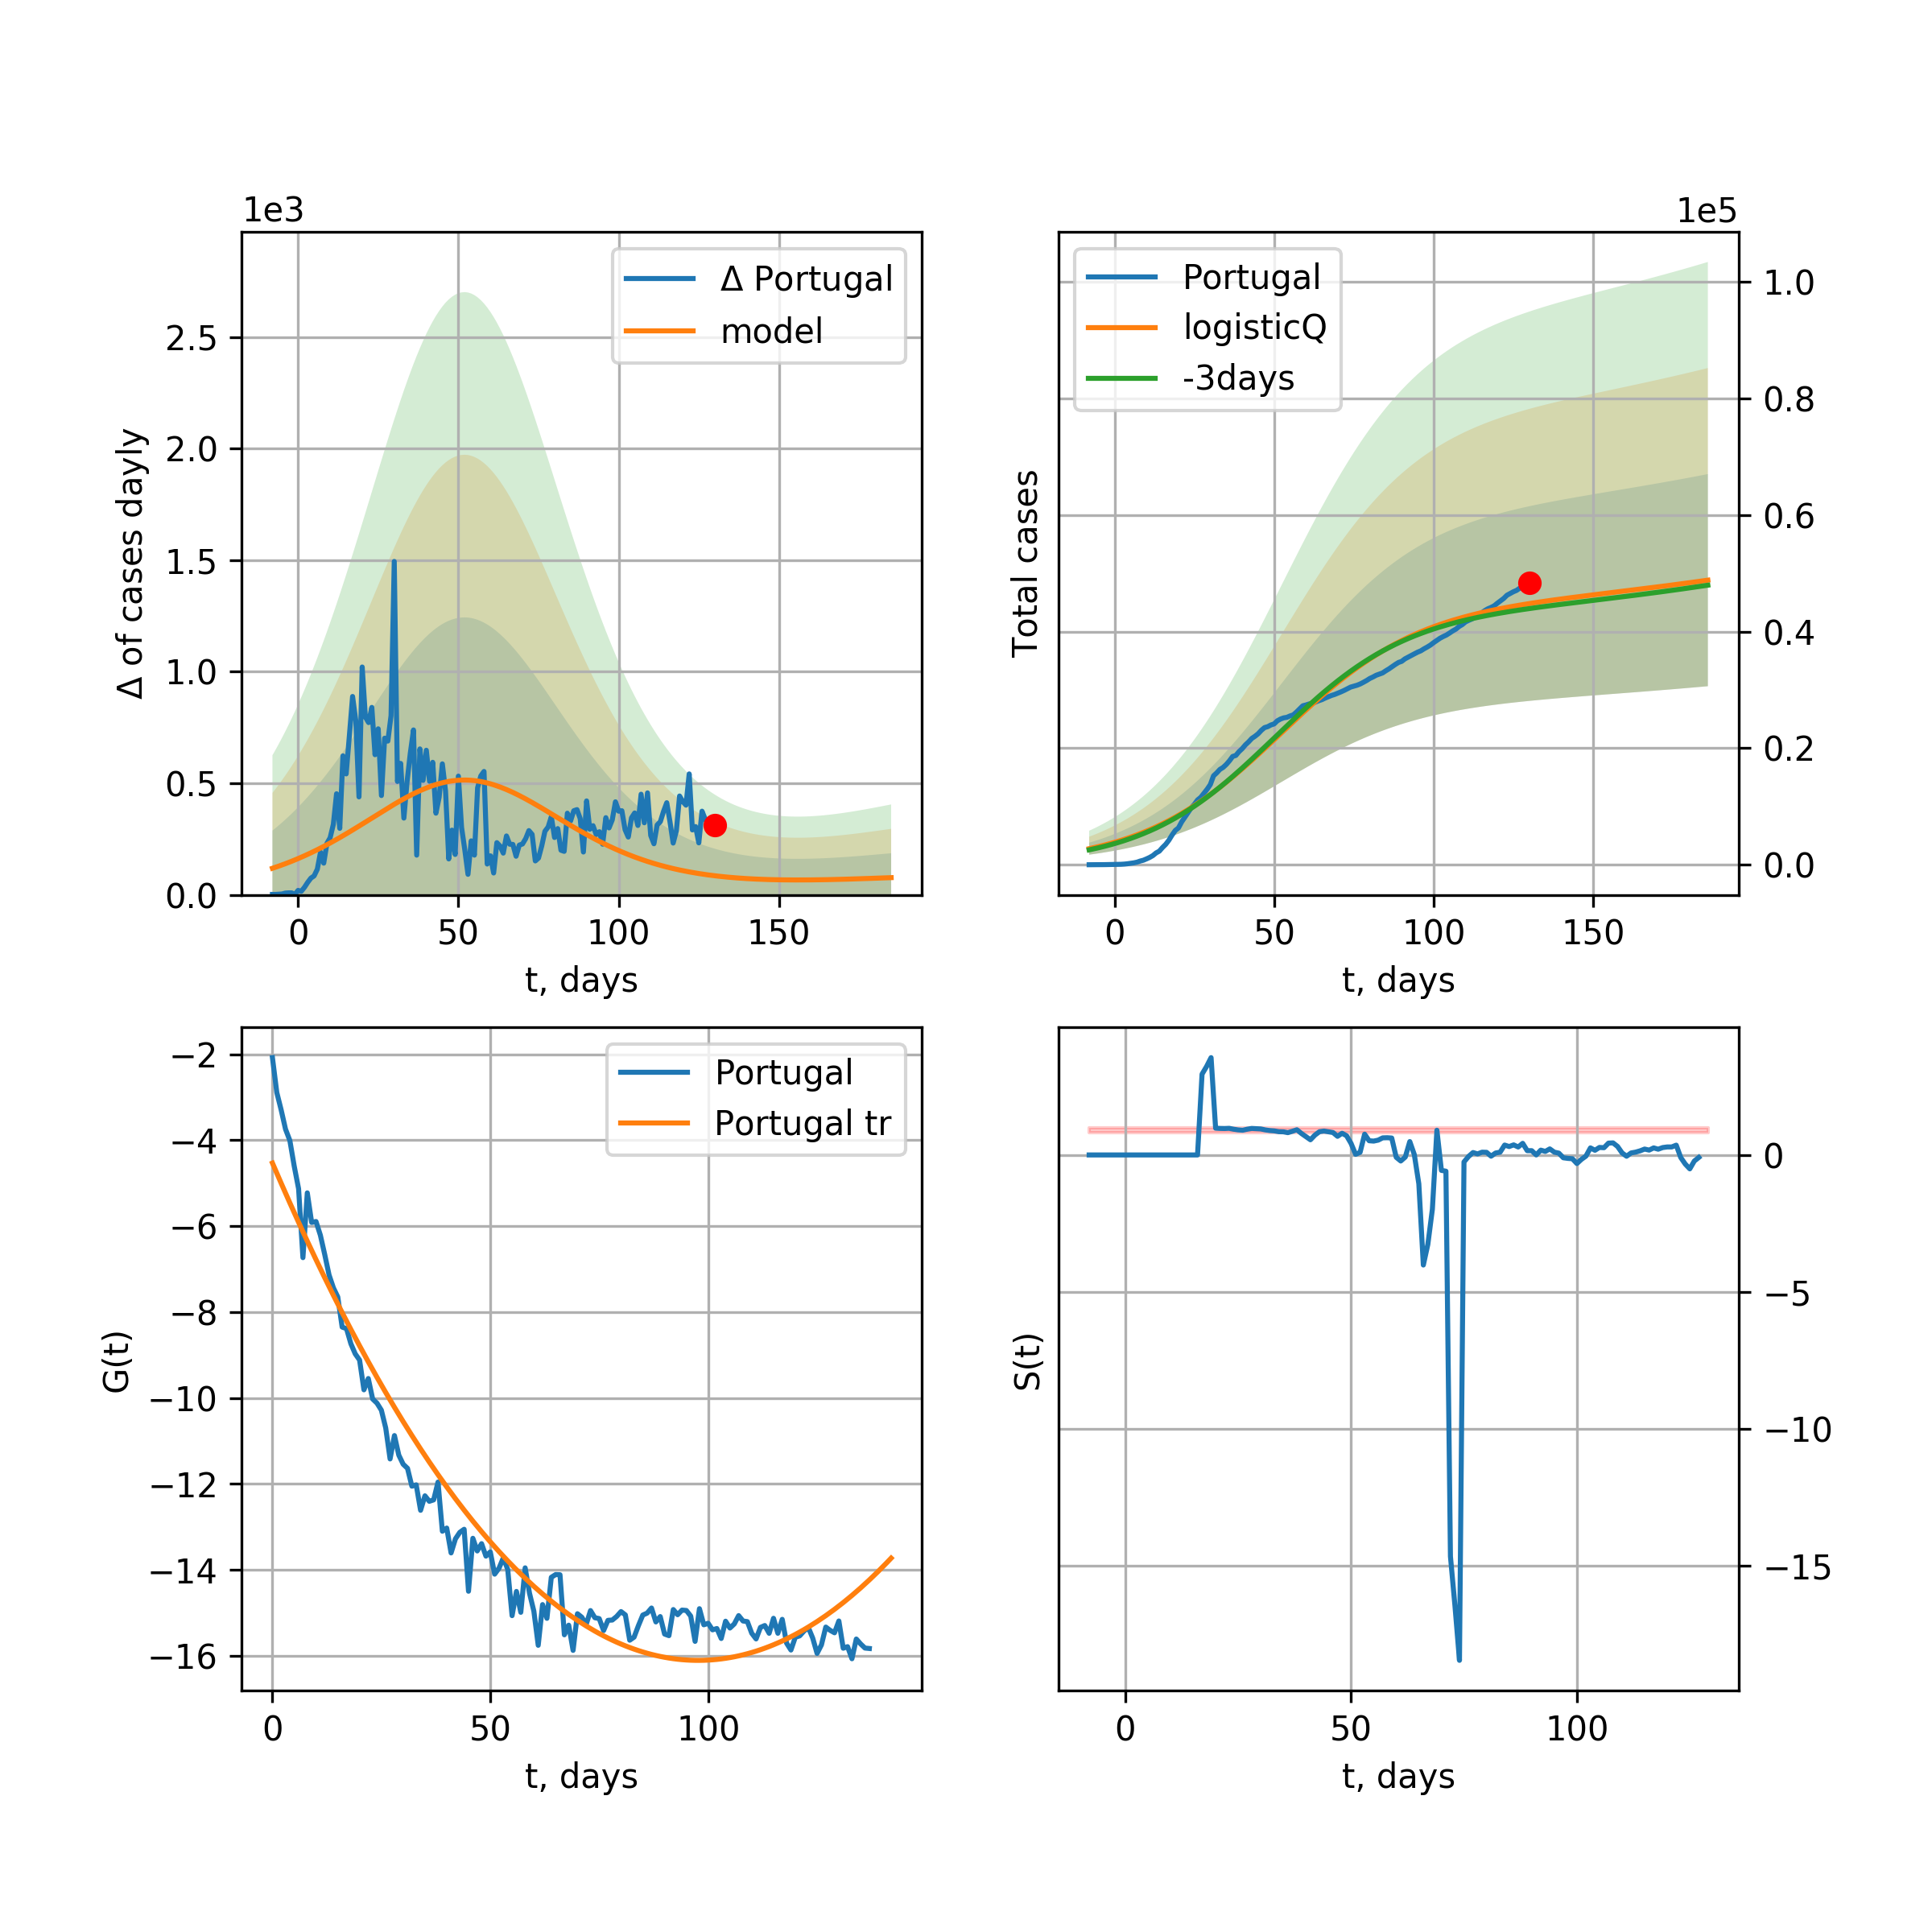 1e3
Δ of cases dayly
2.5
2.0
1.5
1.0
0.5
0.0
0 50 100 150
t, days
Δ Portugal
model
1e5
Total cases
1.0
0.8
0.6
0.4
0.2
0.0
0 50 100 150
t, days
Portugal
logisticQ
-3days
G(t)
−2
−4
−6
−8
−10
−12
−14
−16
0 50 100
t, days
Portugal
Portugal tr
S(t)
0
−5
−10
−15
0 50 100
t, days